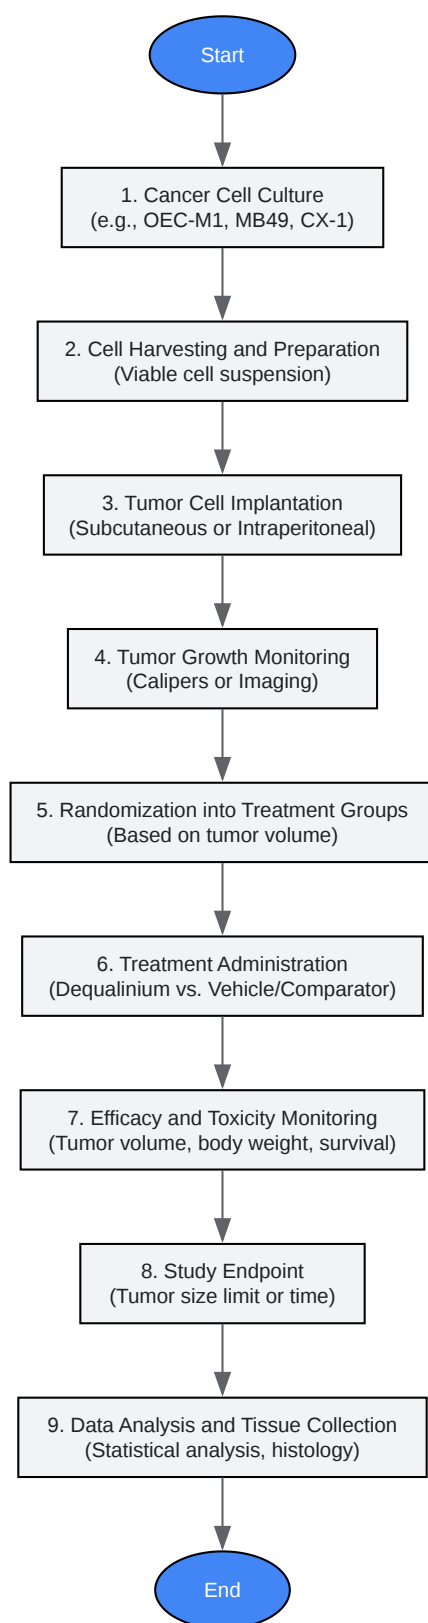 Start
1. Cancer Cell Culture
(e.g., OEC-M1, MB49, CX-1)
2. Cell Harvesting and Preparation
(Viable cell suspension)
3. Tumor Cell Implantation
(Subcutaneous or Intraperitoneal)
4. Tumor Growth Monitoring
(Calipers or Imaging)
5. Randomization into Treatment Groups
(Based on tumor volume)
6. Treatment Administration
(Dequalinium vs. Vehicle/Comparator)
7. Efficacy and Toxicity Monitoring
(Tumor volume, body weight, survival)
8. Study Endpoint
(Tumor size limit or time)
9. Data Analysis and Tissue Collection
(Statistical analysis, histology)
End